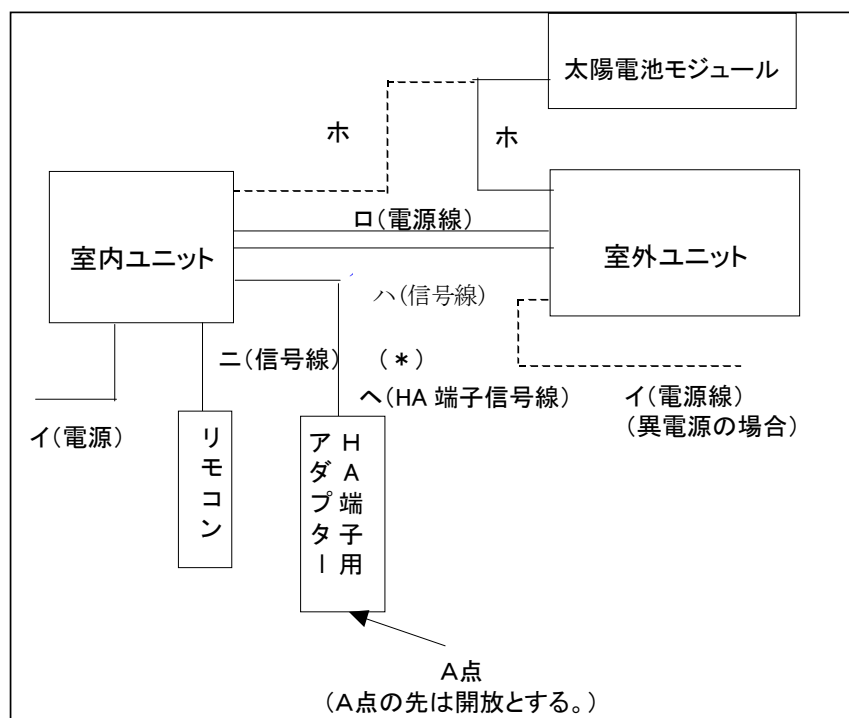 太陽電池モジュール
ホ
ホ
ロ(電源線)
室内ユニット
室外ユニット
ハ(信号線)
ニ(信号線)
(*)
ヘ(HA 端子信号線)
イ(電源線)
(異電源の場合)
イ(電源)
リモコン
HA端子用
アダプター
A点
(A点の先は開放とする。)